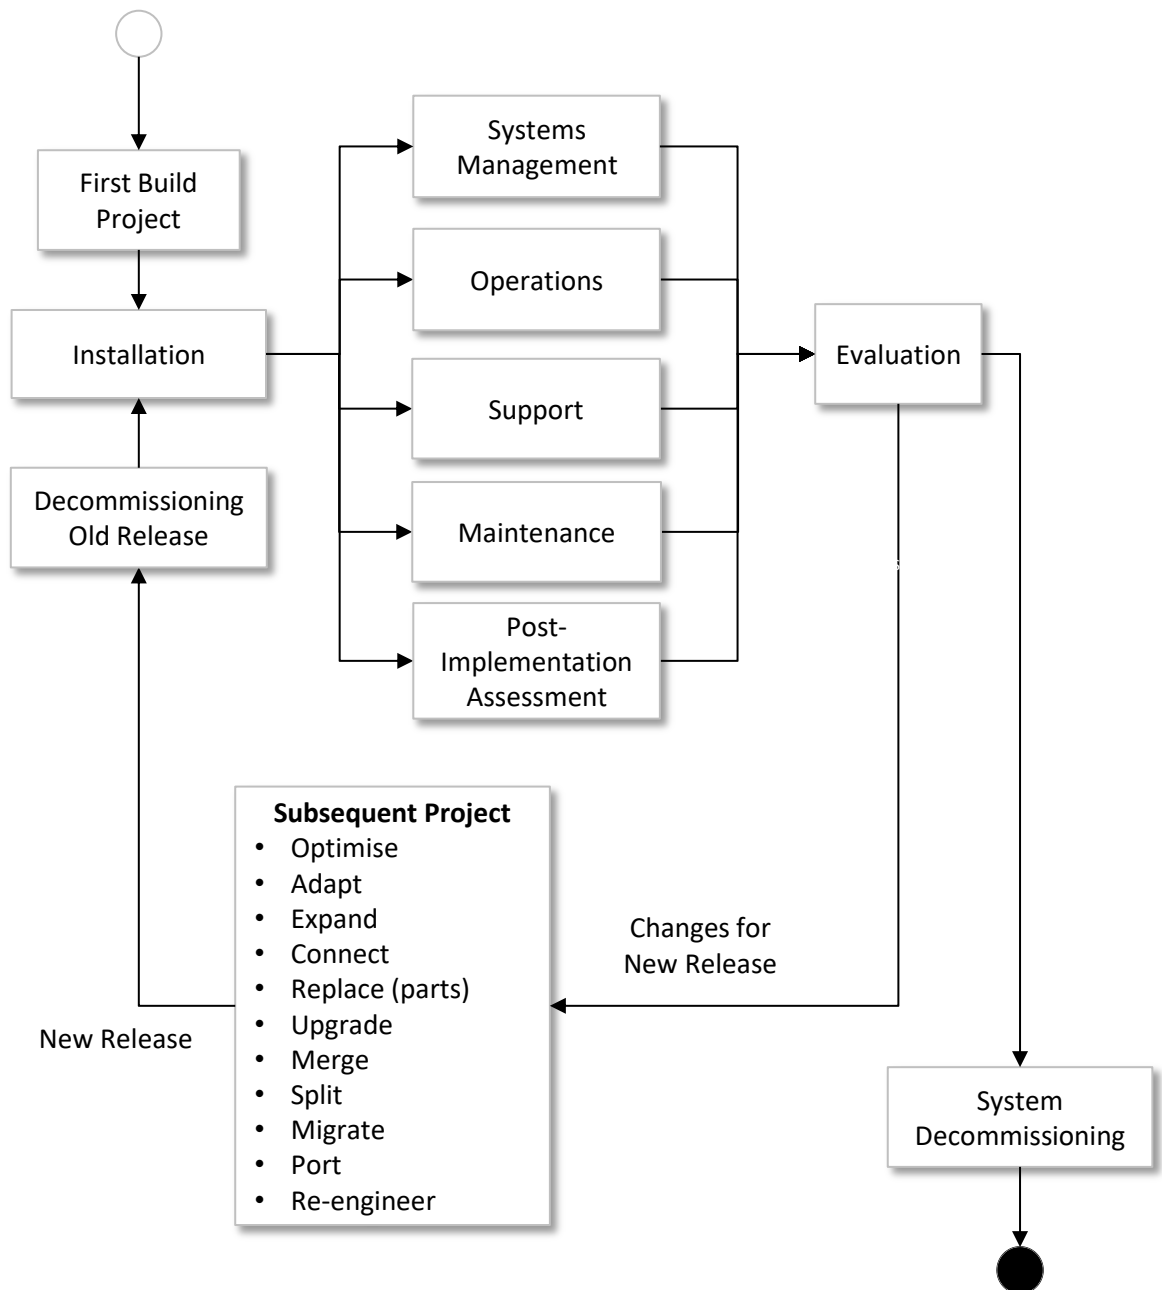 First Build
Project
Installation
Decommissioning
Old Release
Systems
Management
Operations
Support
Maintenance
Post-
Implementation
Assessment
Evaluation
Subsequent Project
• Optimise
• Adapt
• Expand
• Connect
• Replace (parts)
• Upgrade
• Merge
• Split
• Migrate
• Port
• Re-engineer
Changes for
New Release
New Release
System
Decommissioning